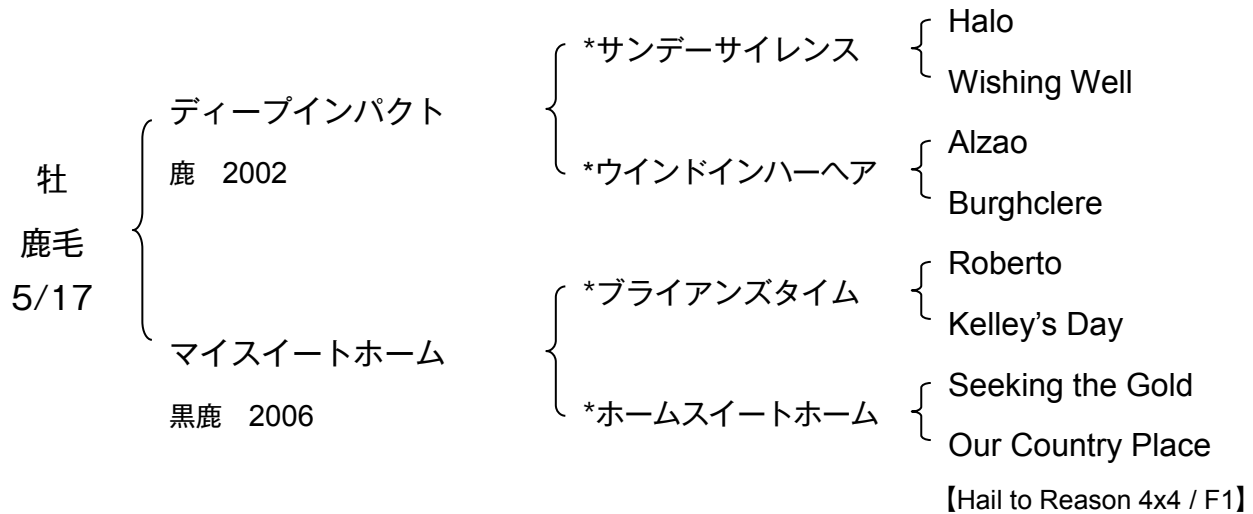 牡
鹿毛
5/17
ディープインパクト
鹿　2002
マイスイートホーム
黒鹿　2006
*サンデーサイレンス
*ウインドインハーヘア
*ブライアンズタイム
*ホームスイートホーム
Halo
Wishing Well
Alzao
Burghclere
Roberto
Kelley’s Day
Seeking the Gold
Our Country Place
【Hail to Reason 4x4 / F1】